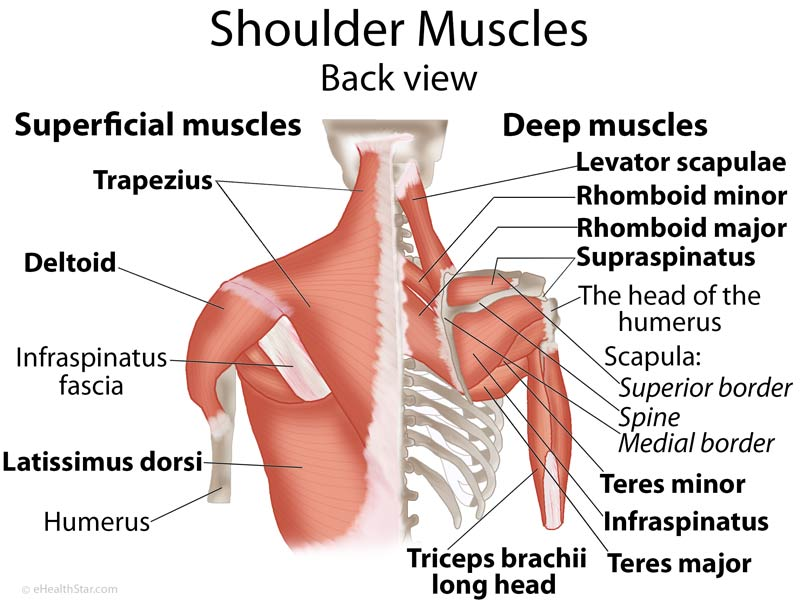 Shoulder Muscles
Back view
Superficial muscles
Trapezius
Deltoid
Infraspinatus
fascia
Latissimus dorsi
Humerus
Deep muscles
Levator scapulae
Rhomboid minor
Rhomboid major
Supraspinatus
The head of the
humerus
Scapula:
Superior border
Spine
Medial border
Teres minor
Infraspinatus
Teres major
Triceps brachii
long head
© eHealthStar.com